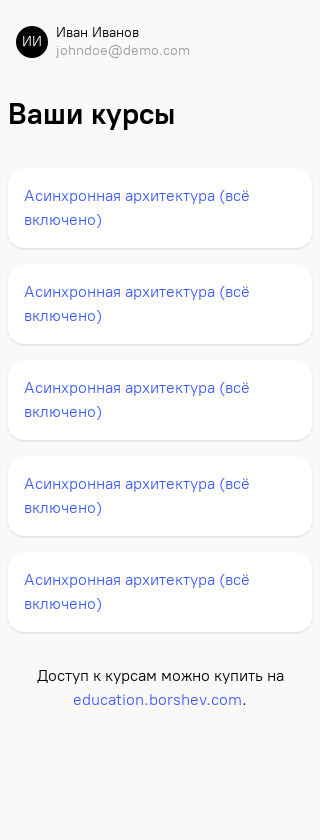 ИИ
Иван Иванов
johndoe@demo.com
Ваши курсы
Асинхронная архитектура (всё
включено)
Асинхронная архитектура (всё
включено)
Асинхронная архитектура (всё
включено)
Асинхронная архитектура (всё
включено)
Асинхронная архитектура (всё
включено)
Доступ к курсам можно купить на
education.borshev.com.